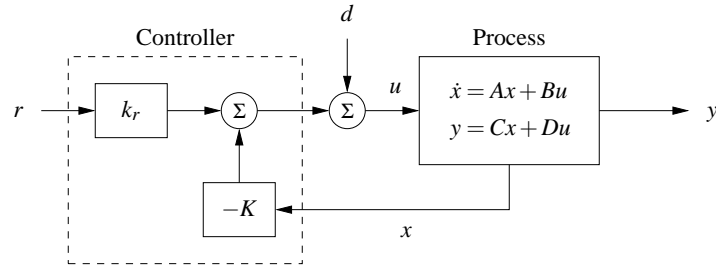 Controller
d
Process
r
k_r
Σ
Σ
u
ẋ = Ax + Bu
y = Cx + Du
y
−K
x